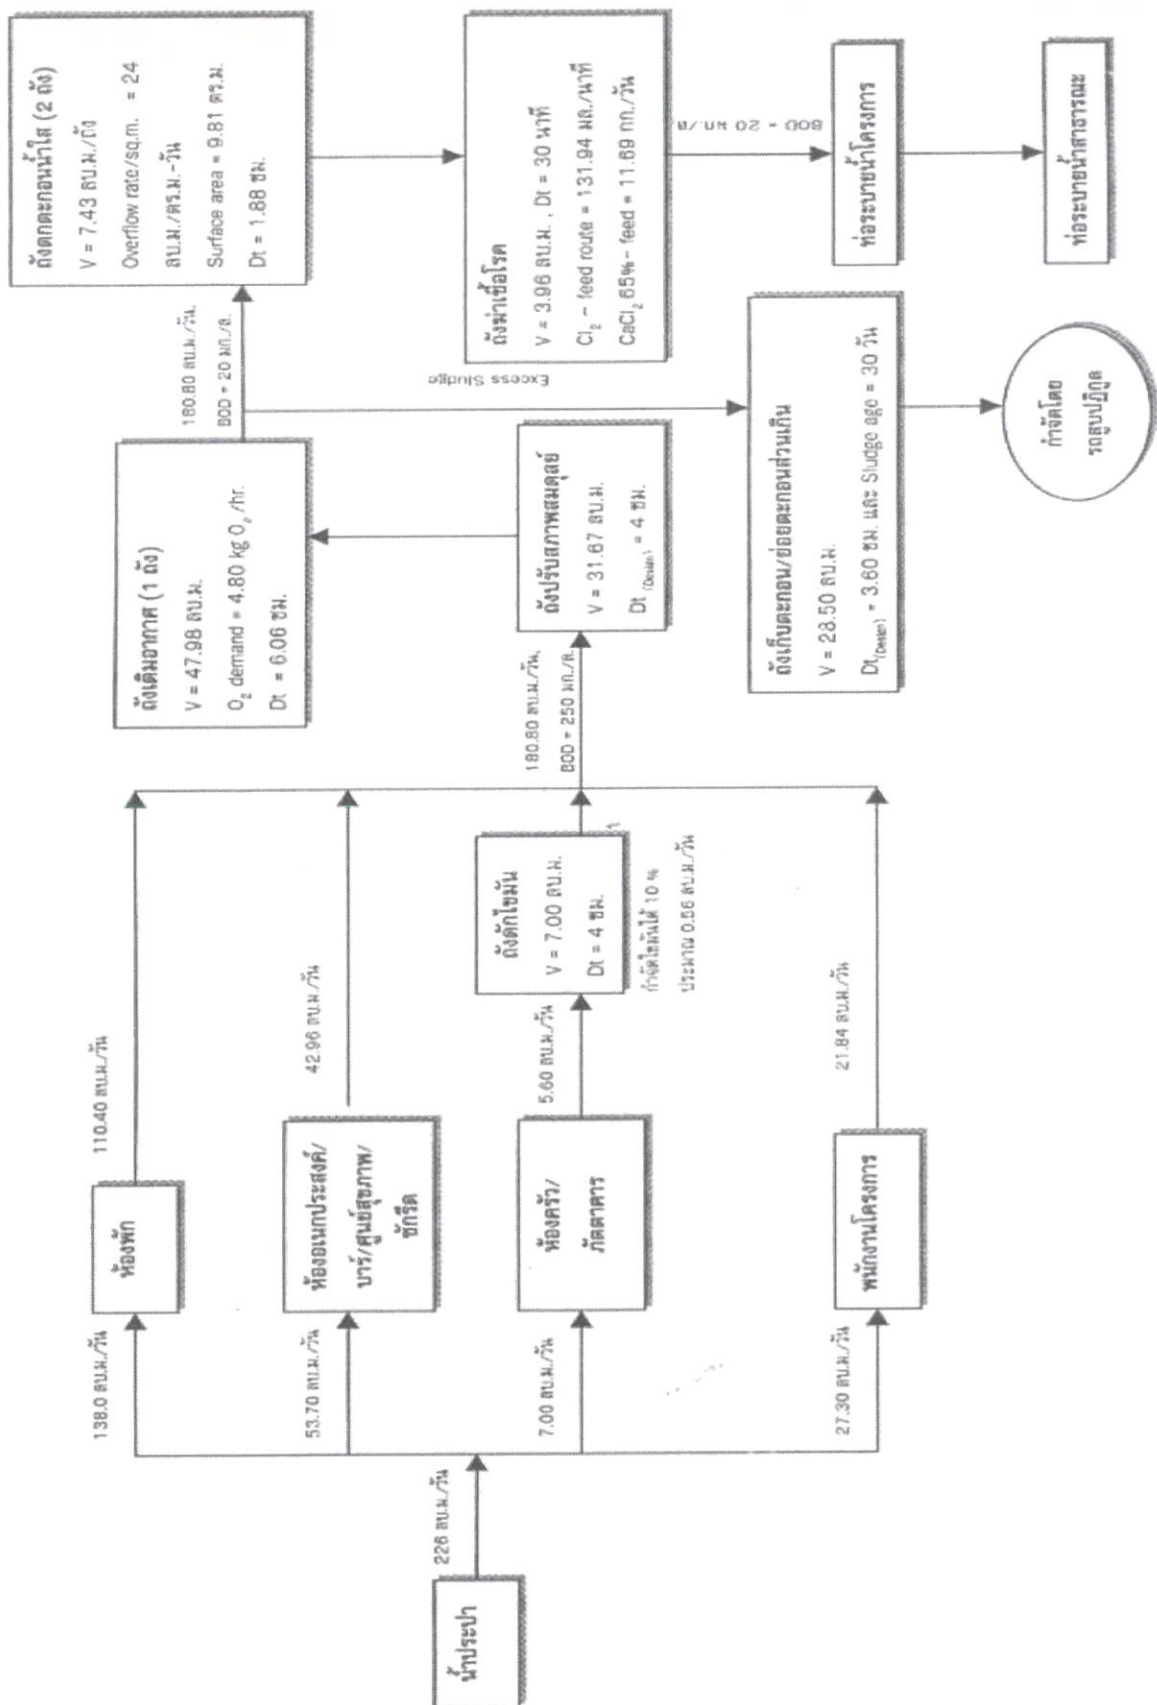 น้ำประปา
226 ลบ.ม./วัน
138.0 ลบ.ม./วัน
ห้องพัก
110.40 ลบ.ม./วัน
53.70 ลบ.ม./วัน
ห้องอเนกประสงค์/
บาร์/ศูนย์สุขภาพ/
ซักรีด
42.96 ลบ.ม./วัน
7.00 ลบ.ม./วัน
ห้องครัว/
ภัตตาคาร
5.60 ลบ.ม./วัน
ถังดักไขมัน
V = 7.00 ลบ.ม.
Dt = 4 ชม.
กำจัดไขมันได้ 10 %
ประมาณ 0.56 ลบ.ม./วัน
27.30 ลบ.ม./วัน
พนักงานโครงการ
21.84 ลบ.ม./วัน
180.80 ลบ.ม./วัน,
BOD = 250 มก./ล.
ถังปรับสภาพสมดุลย์
V = 31.67 ลบ.ม.
Dt (Design) = 4 ชม.
ถังเติมอากาศ (1 ถัง)
V = 47.98 ลบ.ม.
O₂ demand = 4.80 kg O₂/hr.
Dt = 6.06 ชม.
180.80 ลบ.ม./วัน,
BOD = 20 มก./ล.
Excess Sludge
ถังตกตะกอนน้ำใส (2 ถัง)
V = 7.43 ลบ.ม./ถัง
Overflow rate/sq.m. = 24
ลบ.ม./ตร.ม.-วัน
Surface area = 9.81 ตร.ม.
Dt = 1.88 ชม.
ถังฆ่าเชื้อโรค
V = 3.96 ลบ.ม. , Dt = 30 นาที
Cl₂ – feed route = 131.94 มล./นาที
CaCl₂ 65% - feed = 11.69 กก./วัน
BOD = 20 มก./ล
ท่อระบายน้ำโครงการ
ท่อระบายน้ำสาธารณะ
ถังเก็บตะกอน/ย่อยตะกอนส่วนเกิน
V = 28.50 ลบ.ม.
Dt(Design) = 3.60 ชม. และ Sludge age = 30 วัน
กำจัดโดย
รถสูบปฏิกูล